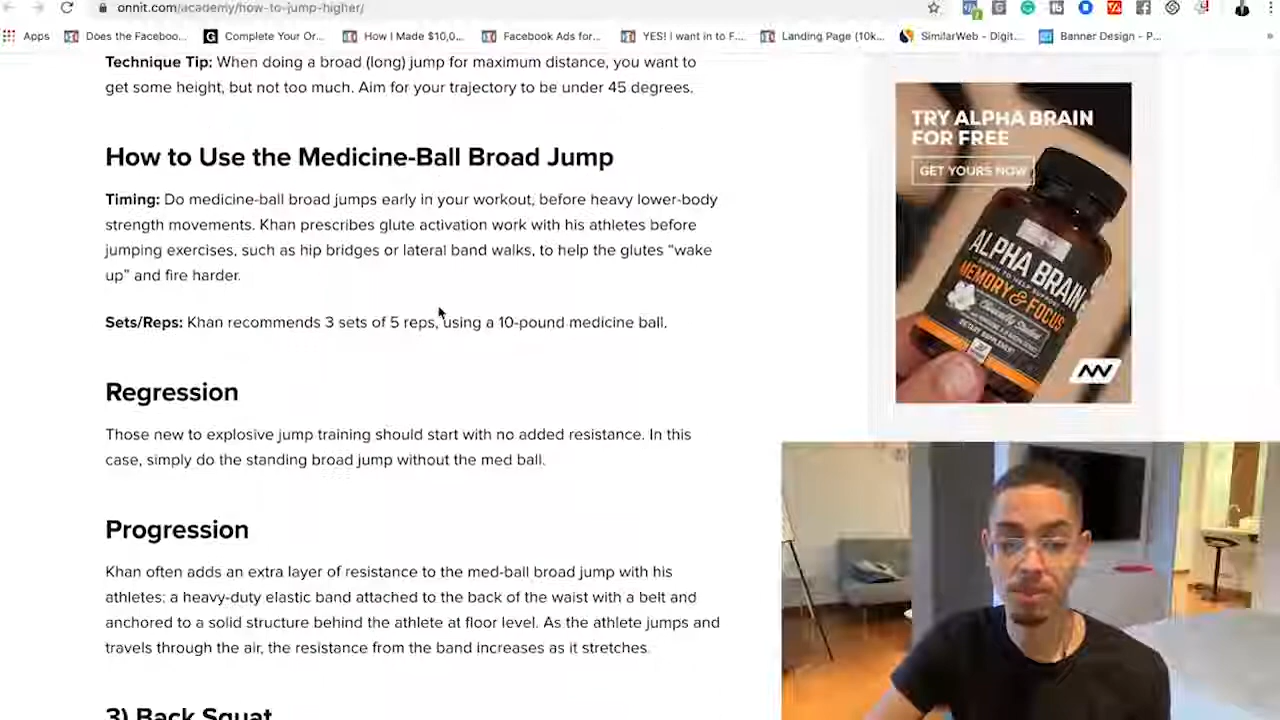 onnit.com/academy/how-to-jump-higher/
Apps Does the Faceboo... Complete Your Or... How I Made $10,0... Facebook Ads for... YES! I want in to F... Landing Page (10k... SimilarWeb - Digit... Banner Design - P... »
Technique Tip: When doing a broad (long) jump for maximum distance, you want to
get some height, but not too much. Aim for your trajectory to be under 45 degrees.
How to Use the Medicine-Ball Broad Jump
Timing: Do medicine-ball broad jumps early in your workout, before heavy lower-body
strength movements. Khan prescribes glute activation work with his athletes before
jumping exercises, such as hip bridges or lateral band walks, to help the glutes “wake
up” and fire harder.
Sets/Reps: Khan recommends 3 sets of 5 reps, using a 10-pound medicine ball.
Regression
Those new to explosive jump training should start with no added resistance. In this
case, simply do the standing broad jump without the med ball.
Progression
Khan often adds an extra layer of resistance to the med-ball broad jump with his
athletes: a heavy-duty elastic band attached to the back of the waist with a belt and
anchored to a solid structure behind the athlete at floor level. As the athlete jumps and
travels through the air, the resistance from the band increases as it stretches.
3) Back Squat
TRY ALPHA BRAIN
FOR FREE
GET YOURS NOW
ALPHA BRAIN
MEMORY & FOCUS
DIETARY SUPPLEMENT